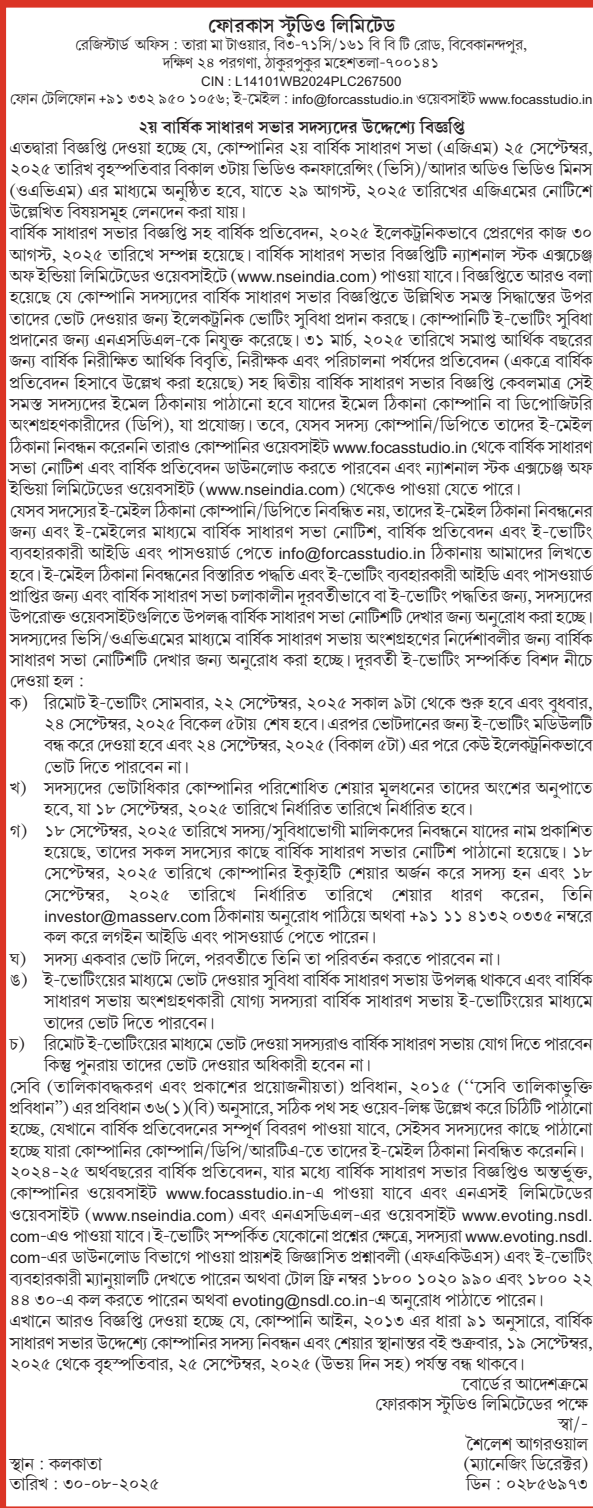 ফোরকাস স্টুডিও লিমিটেড
রেজিস্টার্ড অফিস : তারা মা টাওয়ার, বি৩-৭১সি/১৬১ বি বি টি রোড, বিবেকানন্দপুর,
দক্ষিণ ২৪ পরগণা, ঠাকুরপুকুর মহেশতলা-৭০০১৪১
CIN : L14101WB2024PLC267500
ফোন টেলিফোন +৯১ ৩৩২ ৯৫০ ১০৫৬; ই-মেইল : info@forcasstudio.in ওয়েবসাইট www.focasstudio.in
২য় বার্ষিক সাধারণ সভার সদস্যদের উদ্দেশ্যে বিজ্ঞপ্তি
এতদ্বারা বিজ্ঞপ্তি দেওয়া হচ্ছে যে, কোম্পানির ২য় বার্ষিক সাধারণ সভা (এজিএম) ২৫ সেপ্টেম্বর,
২০২৫ তারিখ বৃহস্পতিবার বিকাল ৩টায় ভিডিও কনফারেন্সিং (ভিসি)/আদার অডিও ভিডিও মিনস
(ওএভিএম) এর মাধ্যমে অনুষ্ঠিত হবে, যাতে ২৯ আগস্ট, ২০২৫ তারিখের এজিএমের নোটিশে
উল্লেখিত বিষয়সমূহ লেনদেন করা যায়।
বার্ষিক সাধারণ সভার বিজ্ঞপ্তি সহ বার্ষিক প্রতিবেদন, ২০২৫ ইলেকট্রনিকভাবে প্রেরণের কাজ ৩০
আগস্ট, ২০২৫ তারিখে সম্পন্ন হয়েছে। বার্ষিক সাধারণ সভার বিজ্ঞপ্তিটি ন্যাশনাল স্টক এক্সচেঞ্জ
অফ ইন্ডিয়া লিমিটেডের ওয়েবসাইটে (www.nseindia.com) পাওয়া যাবে। বিজ্ঞপ্তিতে আরও বলা
হয়েছে যে কোম্পানি সদস্যদের বার্ষিক সাধারণ সভার বিজ্ঞপ্তিতে উল্লিখিত সমস্ত সিদ্ধান্তের উপর
তাদের ভোট দেওয়ার জন্য ইলেকট্রনিক ভোটিং সুবিধা প্রদান করছে। কোম্পানিটি ই-ভোটিং সুবিধা
প্রদানের জন্য এনএসডিএল-কে নিযুক্ত করেছে। ৩১ মার্চ, ২০২৫ তারিখে সমাপ্ত আর্থিক বছরের
জন্য বার্ষিক নিরীক্ষিত আর্থিক বিবৃতি, নিরীক্ষক এবং পরিচালনা পর্ষদের প্রতিবেদন (একত্রে বার্ষিক
প্রতিবেদন হিসাবে উল্লেখ করা হয়েছে) সহ দ্বিতীয় বার্ষিক সাধারণ সভার বিজ্ঞপ্তি কেবলমাত্র সেই
সমস্ত সদস্যদের ইমেল ঠিকানায় পাঠানো হবে যাদের ইমেল ঠিকানা কোম্পানি বা ডিপোজিটরি
অংশগ্রহণকারীদের (ডিপি), যা প্রযোজ্য। তবে, যেসব সদস্য কোম্পানি/ডিপিতে তাদের ই-মেইল
ঠিকানা নিবন্ধন করেননি তারাও কোম্পানির ওয়েবসাইট www.focasstudio.in থেকে বার্ষিক সাধারণ
সভা নোটিশ এবং বার্ষিক প্রতিবেদন ডাউনলোড করতে পারবেন এবং ন্যাশনাল স্টক এক্সচেঞ্জ অফ
ইন্ডিয়া লিমিটেডের ওয়েবসাইট (www.nseindia.com) থেকেও পাওয়া যেতে পারে।
যেসব সদস্যের ই-মেইল ঠিকানা কোম্পানি/ডিপিতে নিবন্ধিত নয়, তাদের ই-মেইল ঠিকানা নিবন্ধনের
জন্য এবং ই-মেইলের মাধ্যমে বার্ষিক সাধারণ সভা নোটিশ, বার্ষিক প্রতিবেদন এবং ই-ভোটিং
ব্যবহারকারী আইডি এবং পাসওয়ার্ড পেতে info@forcasstudio.in ঠিকানায় আমাদের লিখতে
হবে। ই-মেইল ঠিকানা নিবন্ধনের বিস্তারিত পদ্ধতি এবং ই-ভোটিং ব্যবহারকারী আইডি এবং পাসওয়ার্ড
প্রাপ্তির জন্য এবং বার্ষিক সাধারণ সভা চলাকালীন দূরবর্তীভাবে বা ই-ভোটিং পদ্ধতির জন্য, সদস্যদের
উপরোক্ত ওয়েবসাইটগুলিতে উপলব্ধ বার্ষিক সাধারণ সভা নোটিশটি দেখার জন্য অনুরোধ করা হচ্ছে।
সদস্যদের ভিসি/ওএভিএমের মাধ্যমে বার্ষিক সাধারণ সভায় অংশগ্রহণের নির্দেশাবলীর জন্য বার্ষিক
সাধারণ সভা নোটিশটি দেখার জন্য অনুরোধ করা হচ্ছে। দূরবর্তী ই-ভোটিং সম্পর্কিত বিশদ নীচে
দেওয়া হল :
ক) রিমোট ই-ভোটিং সোমবার, ২২ সেপ্টেম্বর, ২০২৫ সকাল ৯টা থেকে শুরু হবে এবং বুধবার,
২৪ সেপ্টেম্বর, ২০২৫ বিকেল ৫টায় শেষ হবে। এরপর ভোটদানের জন্য ই-ভোটিং মডিউলটি
বন্ধ করে দেওয়া হবে এবং ২৪ সেপ্টেম্বর, ২০২৫ (বিকাল ৫টা) এর পরে কেউ ইলেকট্রনিকভাবে
ভোট দিতে পারবেন না।
খ) সদস্যদের ভোটাধিকার কোম্পানির পরিশোধিত শেয়ার মূলধনের তাদের অংশের অনুপাতে
হবে, যা ১৮ সেপ্টেম্বর, ২০২৫ তারিখে নির্ধারিত তারিখে নির্ধারিত হবে।
গ) ১৮ সেপ্টেম্বর, ২০২৫ তারিখে সদস্য/সুবিধাভোগী মালিকদের নিবন্ধনে যাদের নাম প্রকাশিত
হয়েছে, তাদের সকল সদস্যের কাছে বার্ষিক সাধারণ সভার নোটিশ পাঠানো হয়েছে। ১৮
সেপ্টেম্বর, ২০২৫ তারিখে কোম্পানির ইক্যুইটি শেয়ার অর্জন করে সদস্য হন এবং ১৮
সেপ্টেম্বর, ২০২৫ তারিখে নির্ধারিত তারিখে শেয়ার ধারণ করেন, তিনি
investor@masserv.com ঠিকানায় অনুরোধ পাঠিয়ে অথবা +৯১ ১১ ৪১৩২ ০৩৩৫ নম্বরে
কল করে লগইন আইডি এবং পাসওয়ার্ড পেতে পারেন।
ঘ) সদস্য একবার ভোট দিলে, পরবর্তীতে তিনি তা পরিবর্তন করতে পারবেন না।
ঙ) ই-ভোটিংয়ের মাধ্যমে ভোট দেওয়ার সুবিধা বার্ষিক সাধারণ সভায় উপলব্ধ থাকবে এবং বার্ষিক
সাধারণ সভায় অংশগ্রহণকারী যোগ্য সদস্যরা বার্ষিক সাধারণ সভায় ই-ভোটিংয়ের মাধ্যমে
তাদের ভোট দিতে পারবেন।
চ) রিমোট ই-ভোটিংয়ের মাধ্যমে ভোট দেওয়া সদস্যরাও বার্ষিক সাধারণ সভায় যোগ দিতে পারবেন
কিন্তু পুনরায় তাদের ভোট দেওয়ার অধিকারী হবেন না।
সেবি (তালিকাবদ্ধকরণ এবং প্রকাশের প্রয়োজনীয়তা) প্রবিধান, ২০১৫ (‘‘সেবি তালিকাভুক্তি
প্রবিধান”) এর প্রবিধান ৩৬(১)(বি) অনুসারে, সঠিক পথ সহ ওয়েব-লিঙ্ক উল্লেখ করে চিঠিটি পাঠানো
হচ্ছে, যেখানে বার্ষিক প্রতিবেদনের সম্পূর্ণ বিবরণ পাওয়া যাবে, সেইসব সদস্যদের কাছে পাঠানো
হচ্ছে যারা কোম্পানির কোম্পানি/ডিপি/আরটিএ-তে তাদের ই-মেইল ঠিকানা নিবন্ধিত করেননি।
২০২৪-২৫ অর্থবছরের বার্ষিক প্রতিবেদন, যার মধ্যে বার্ষিক সাধারণ সভার বিজ্ঞপ্তিও অন্তর্ভুক্ত,
কোম্পানির ওয়েবসাইট www.focasstudio.in-এ পাওয়া যাবে এবং এনএসই লিমিটেডের
ওয়েবসাইট (www.nseindia.com) এবং এনএসডিএল-এর ওয়েবসাইট www.evoting.nsdl.
com-এও পাওয়া যাবে। ই-ভোটিং সম্পর্কিত যেকোনো প্রশ্নের ক্ষেত্রে, সদস্যরা www.evoting.nsdl.
com-এর ডাউনলোড বিভাগে পাওয়া প্রায়শই জিজ্ঞাসিত প্রশ্নাবলী (এফএকিউএস) এবং ই-ভোটিং
ব্যবহারকারী ম্যানুয়ালটি দেখতে পারেন অথবা টোল ফ্রি নম্বর ১৮০০ ১০২০ ৯৯০ এবং ১৮০০ ২২
৪৪ ৩০-এ কল করতে পারেন অথবা evoting@nsdl.co.in-এ অনুরোধ পাঠাতে পারেন।
এখানে আরও বিজ্ঞপ্তি দেওয়া হচ্ছে যে, কোম্পানি আইন, ২০১৩ এর ধারা ৯১ অনুসারে, বার্ষিক
সাধারণ সভার উদ্দেশ্যে কোম্পানির সদস্য নিবন্ধন এবং শেয়ার স্থানান্তর বই শুক্রবার, ১৯ সেপ্টেম্বর,
২০২৫ থেকে বৃহস্পতিবার, ২৫ সেপ্টেম্বর, ২০২৫ (উভয় দিন সহ) পর্যন্ত বন্ধ থাকবে।
বোর্ডের আদেশক্রমে
ফোরকাস স্টুডিও লিমিটেডের পক্ষে
স্বা/-
শৈলেশ আগরওয়াল
স্থান : কলকাতা (ম্যানেজিং ডিরেক্টর)
তারিখ : ৩০-০৮-২০২৫ ডিন : ০২৮৫৬৯৭৩